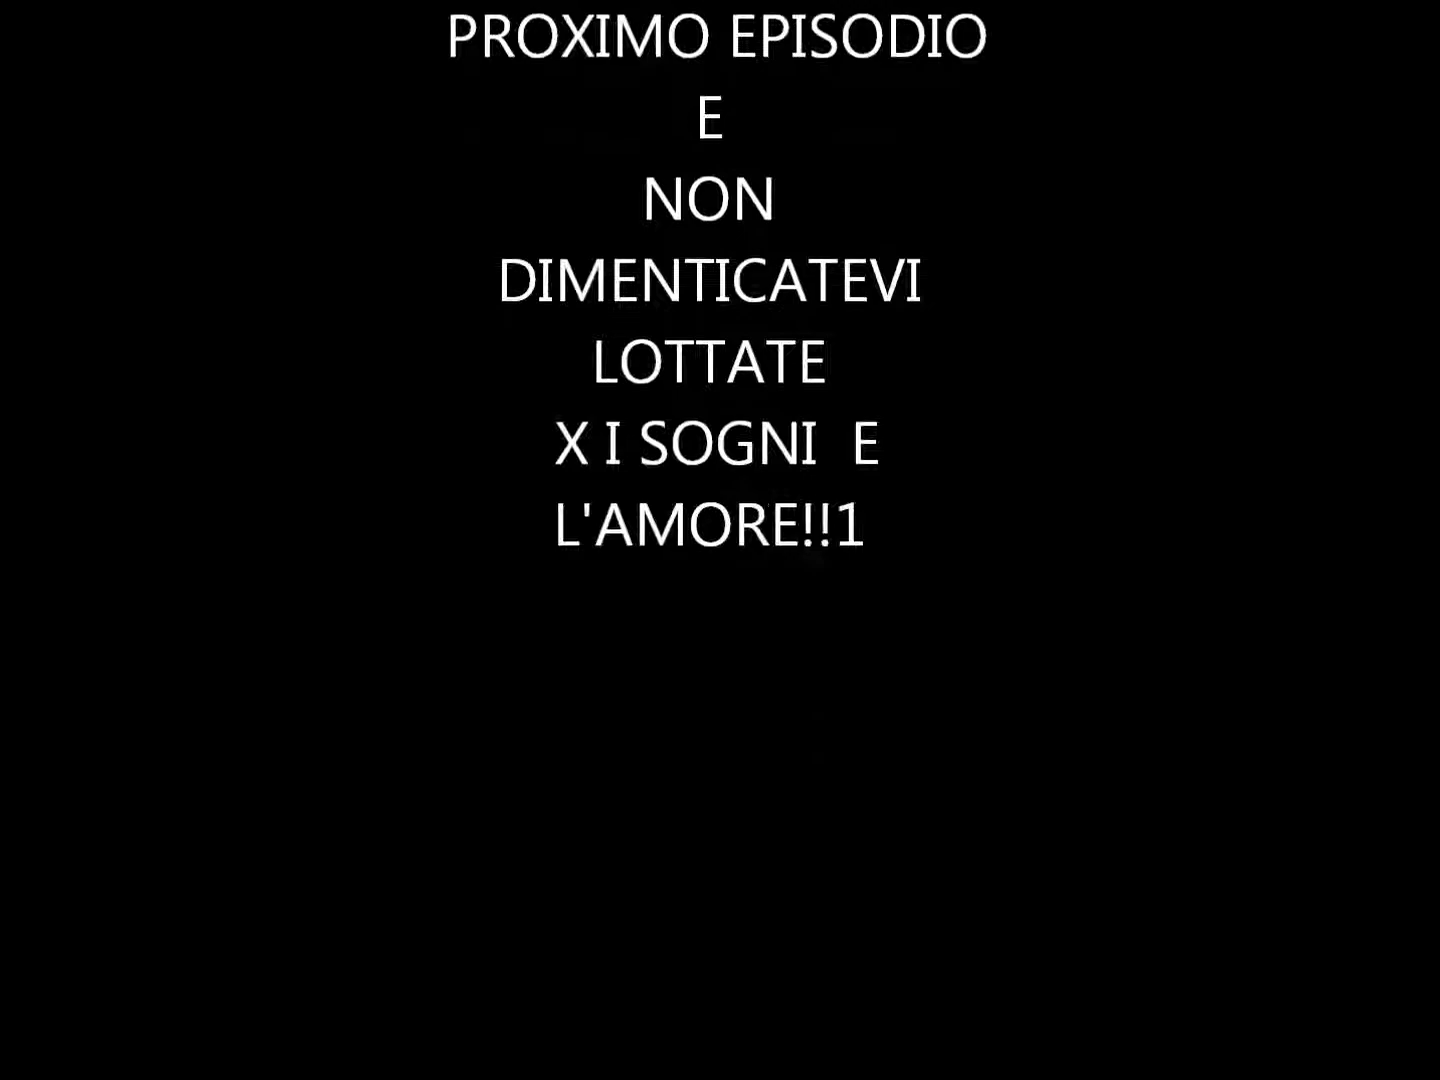 PROXIMO EPISODIO
E
NON
DIMENTICATEVI
LOTTATE
X I SOGNI  E
L'AMORE!!1